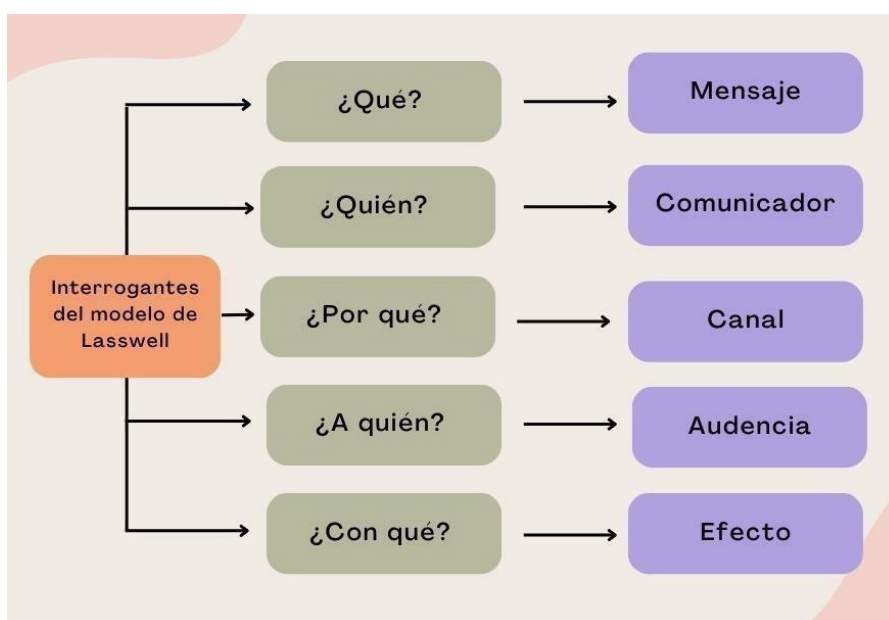 ¿Qué?
Mensaje
¿Quién?
Comunicador
Interrogantes
del modelo de
Lasswell
¿Por qué?
Canal
¿A quién?
Audencia
¿Con qué?
Efecto